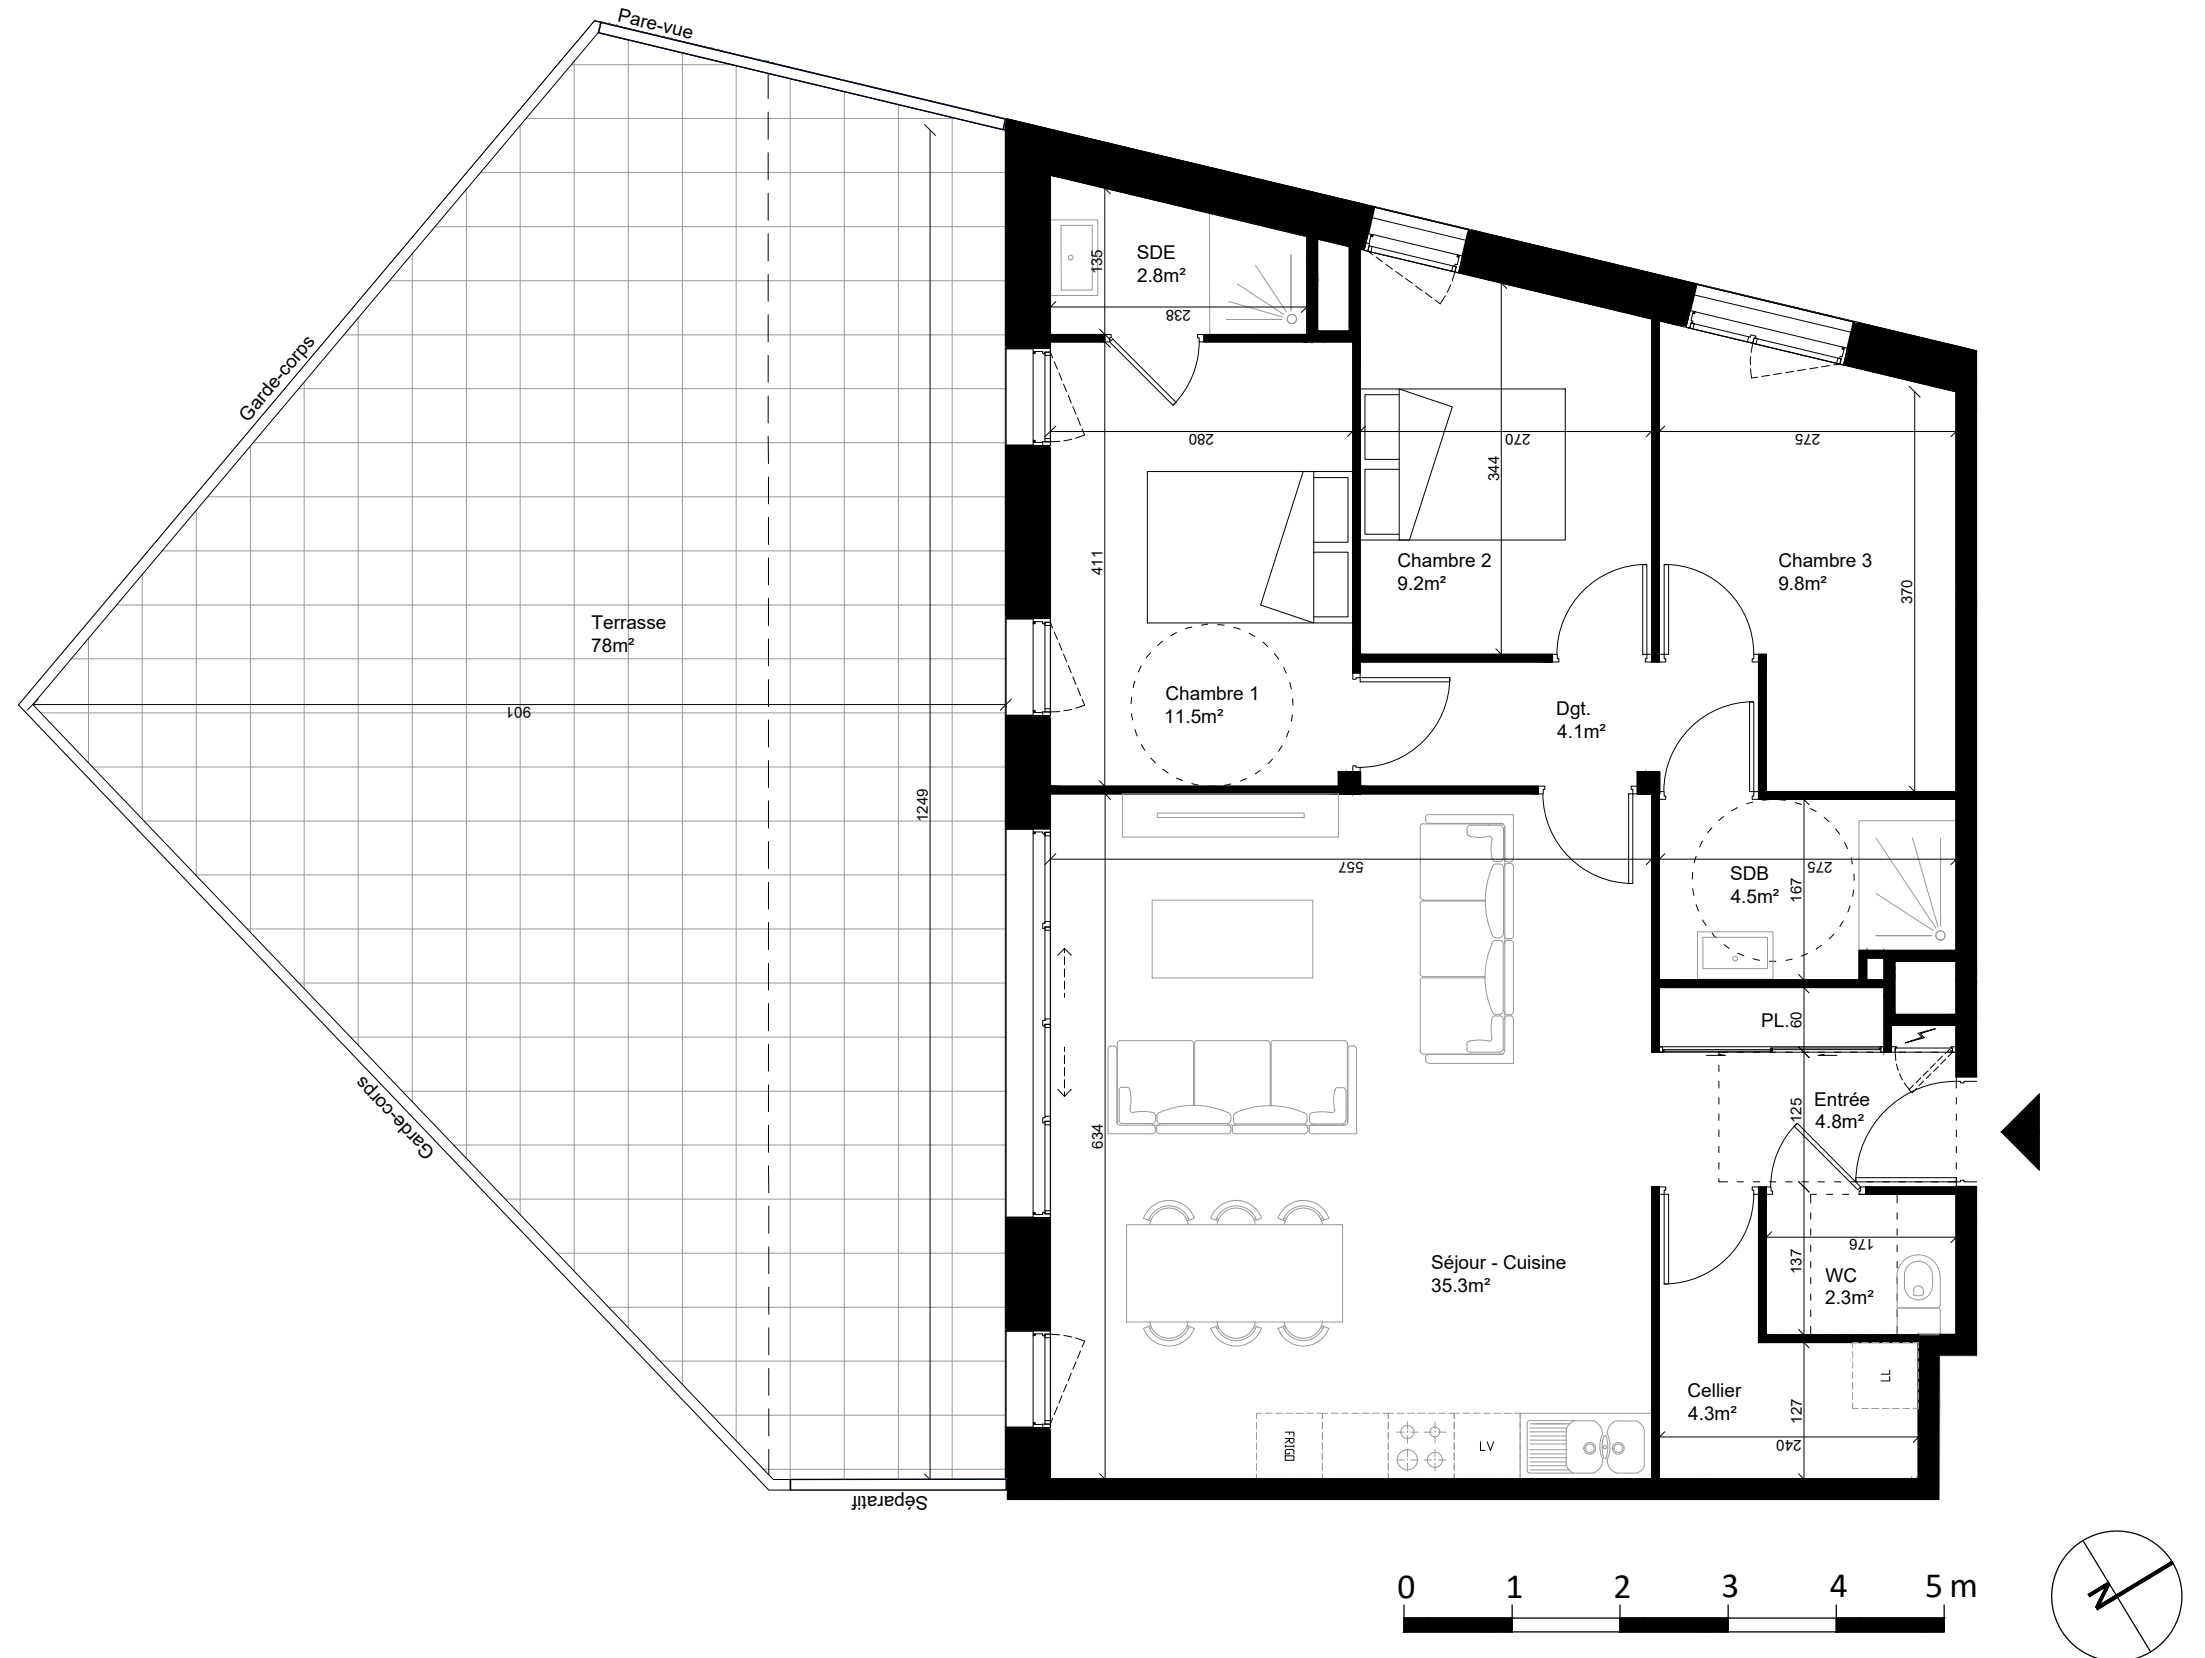 Pare-vue
SDE
2.8m²
135
238
Garde-corps
280
270
275
344
411
Chambre 2
9.2m²
Chambre 3
9.8m²
370
Terrasse
78m²
Chambre 1
11.5m²
901
Dgt.
4.1m²
1249
557
275
SDB
4.5m²
167
PL.
60
Garde-corps
634
Entrée
4.8m²
125
176
137
WC
2.3m²
Séjour - Cuisine
35.3m²
LL
Cellier
4.3m²
127
240
FRIGO
LV
Séparatif
0 1 2 3 4 5 m
N